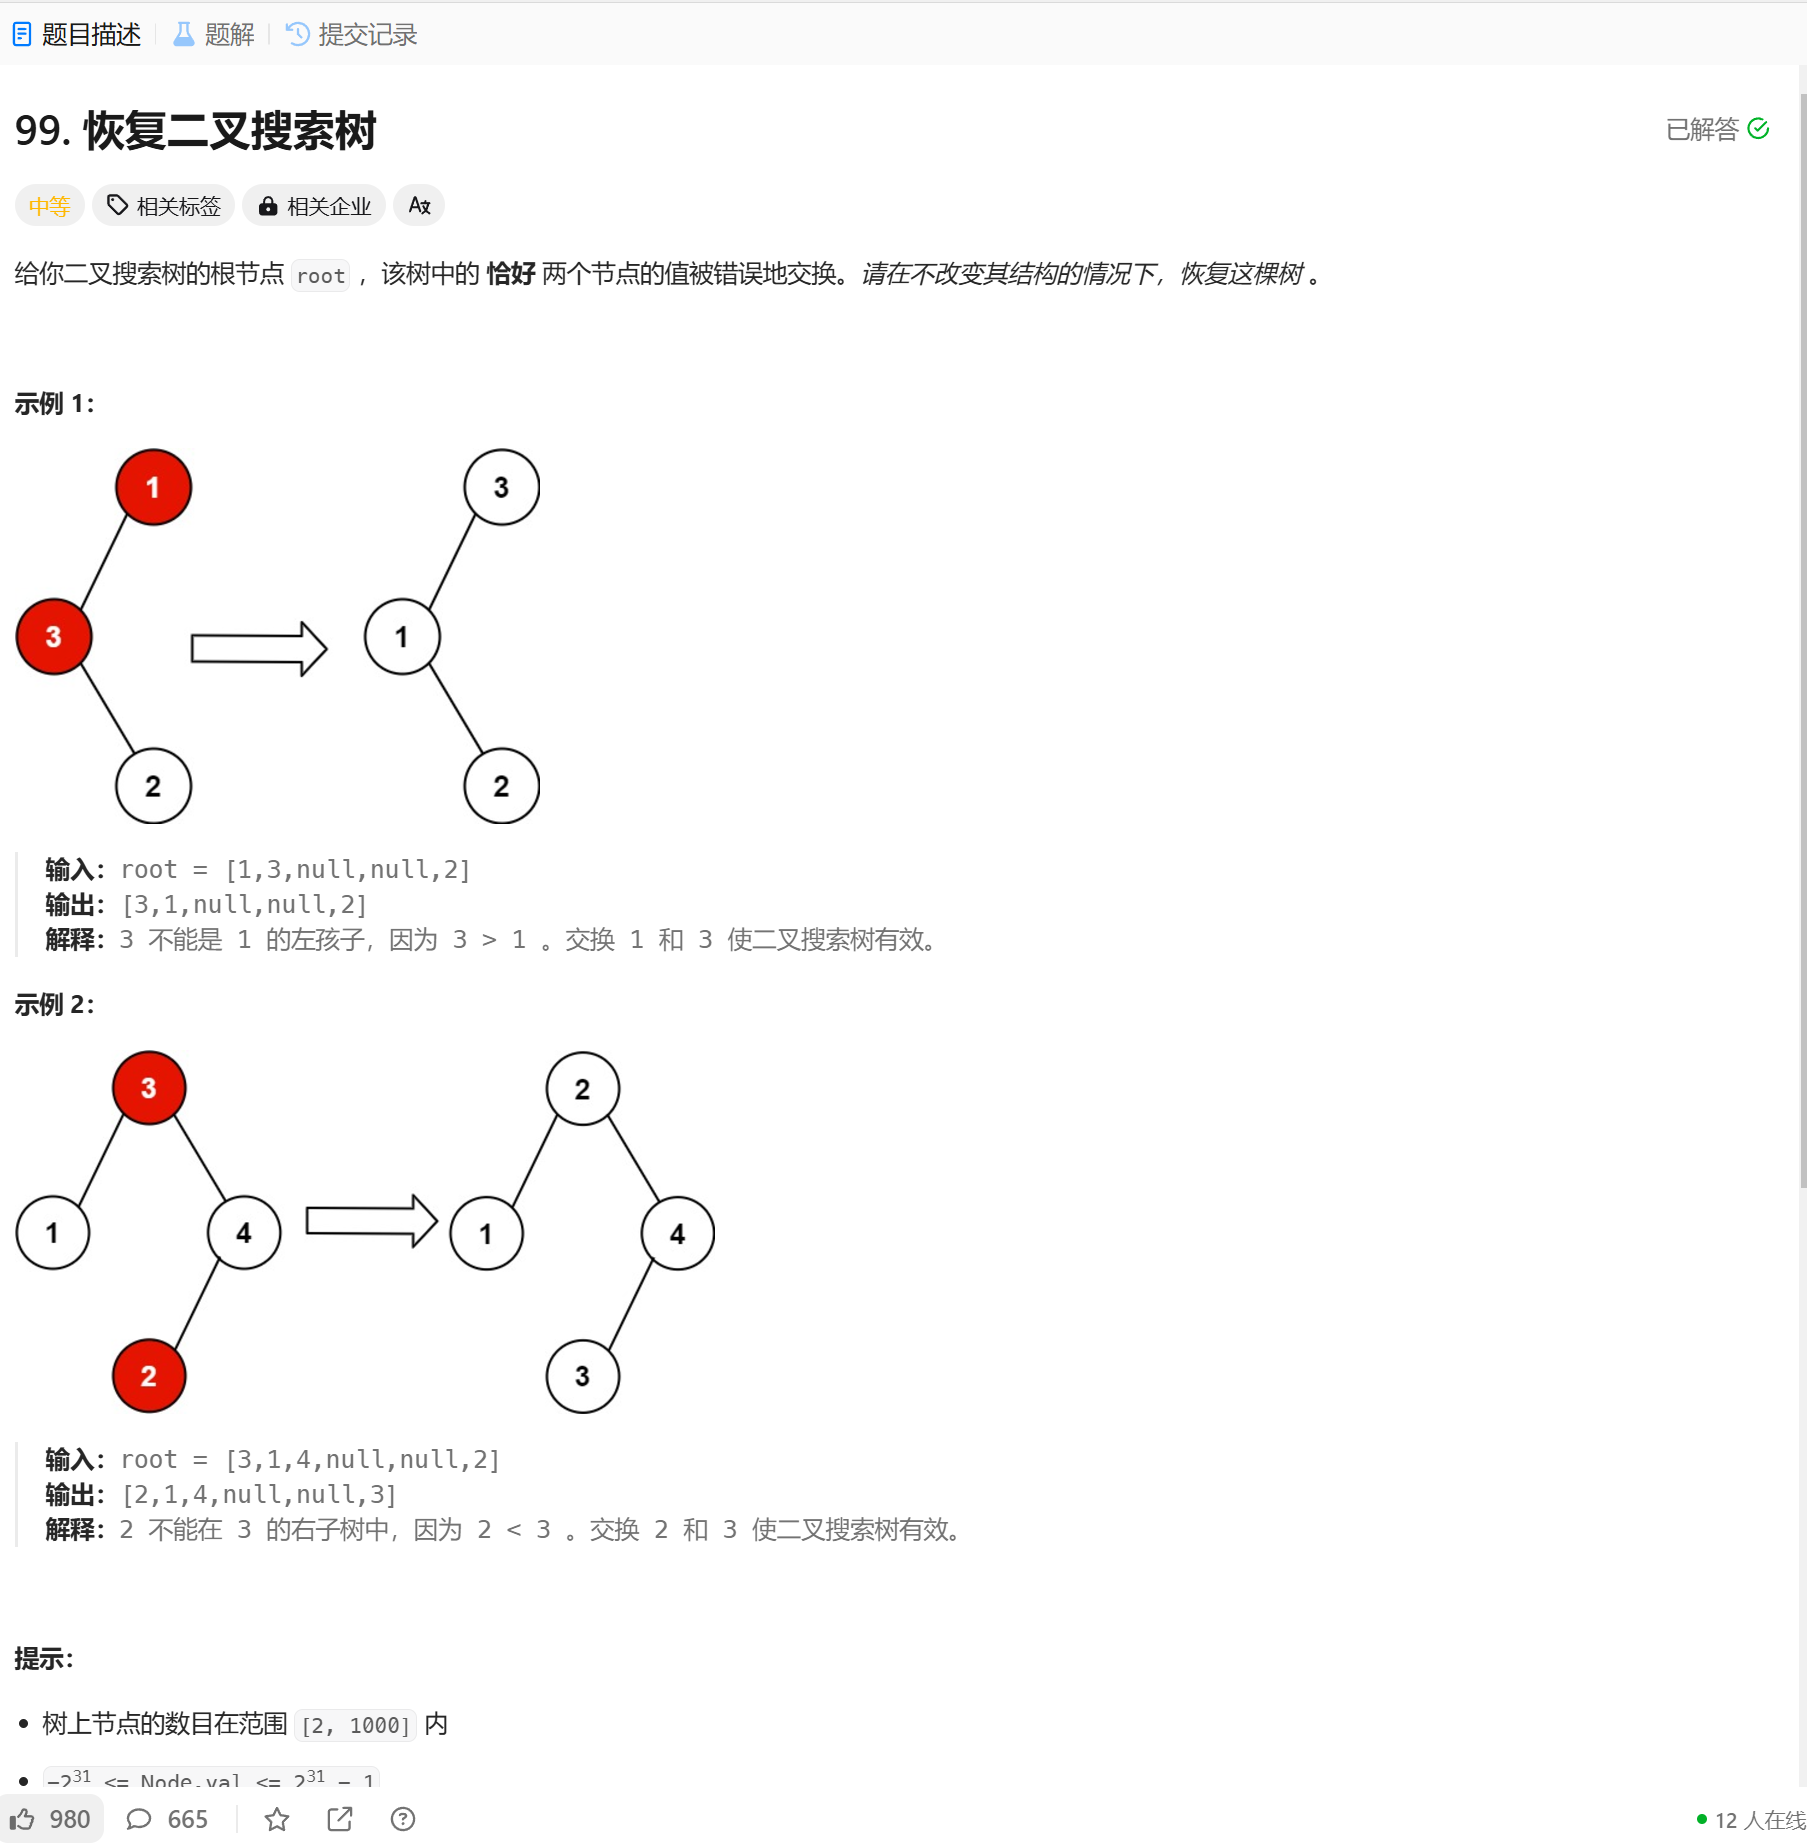 题目描述 题解 提交记录
99. 恢复二叉搜索树
已解答
中等 相关标签 相关企业 A文
给你二叉搜索树的根节点 root ，该树中的 恰好 两个节点的值被错误地交换。请在不改变其结构的情况下，恢复这棵树 。
示例 1：
1 3
3 1
2 2
输入：root = [1,3,null,null,2]
输出：[3,1,null,null,2]
解释：3 不能是 1 的左孩子，因为 3 > 1 。交换 1 和 3 使二叉搜索树有效。
示例 2：
3 2
1 4 1 4
2 3
输入：root = [3,1,4,null,null,2]
输出：[2,1,4,null,null,3]
解释：2 不能在 3 的右子树中，因为 2 < 3 。交换 2 和 3 使二叉搜索树有效。
提示：
• 树上节点的数目在范围 [2, 1000] 内
• −2³¹ <= Node.val <= 2³¹ − 1
980 665 12 人在线